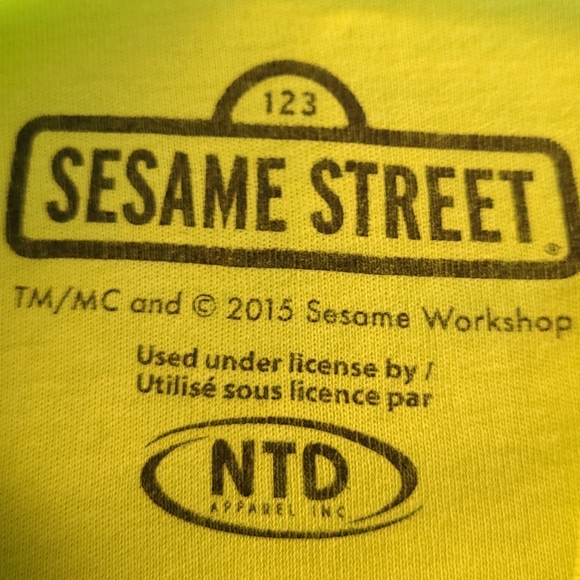 123
SESAME STREET®
TM/MC and © 2015 Sesame Workshop
Used under license by /
Utilisé sous licence par
NTD
APPAREL INC